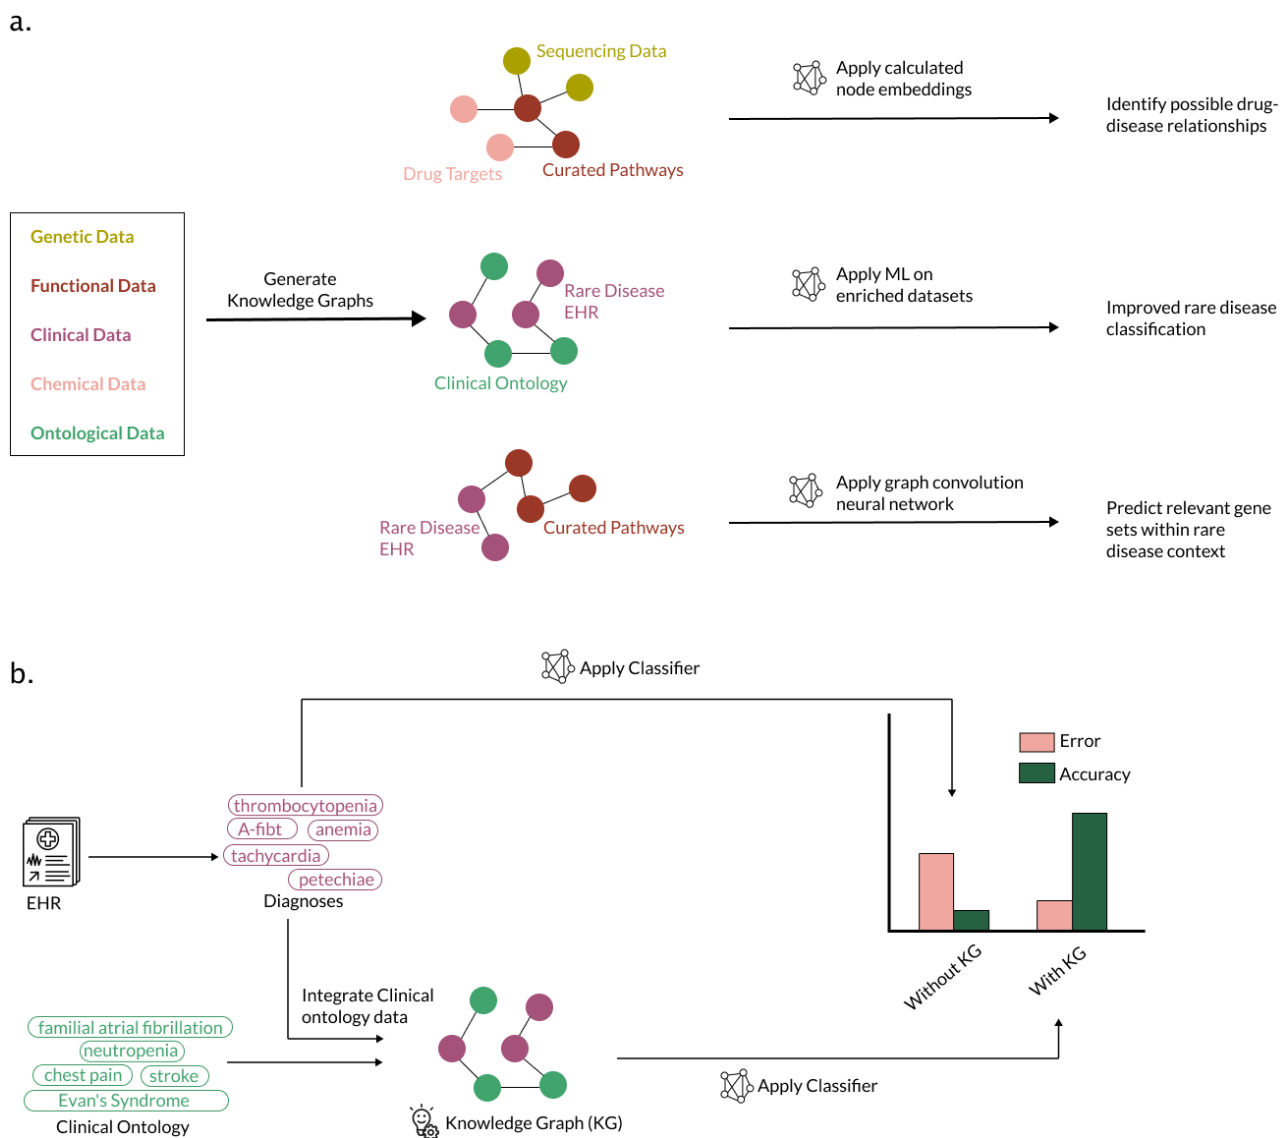 a.
Sequencing Data
Drug Targets
Curated Pathways
Apply calculated
node embeddings
Identify possible drug-
disease relationships
Genetic Data
Functional Data
Clinical Data
Chemical Data
Ontological Data
Generate
Knowledge Graphs
Rare Disease
EHR
Clinical Ontology
Apply ML on
enriched datasets
Improved rare disease
classification
Rare Disease
EHR
Curated Pathways
Apply graph convolution
neural network
Predict relevant gene
sets within rare
disease context
b.
Apply Classifier
EHR
thrombocytopenia
A-fibt
anemia
tachycardia
petechiae
Diagnoses
Error
Accuracy
Without KG
With KG
Integrate Clinical
ontology data
familial atrial fibrillation
neutropenia
chest pain
stroke
Evan's Syndrome
Clinical Ontology
Knowledge Graph (KG)
Apply Classifier